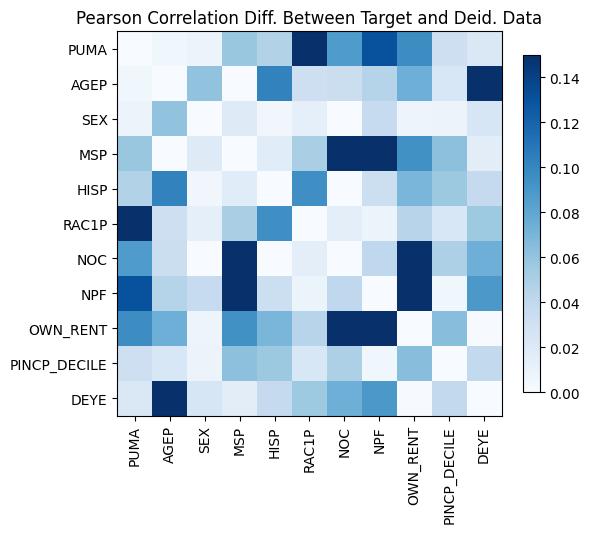 Pearson Correlation Diff. Between Target and Deid. Data
PUMA
AGEP
SEX
MSP
HISP
RAC1P
NOC
NPF
OWN_RENT
PINCP_DECILE
DEYE
PUMA
AGEP
SEX
MSP
HISP
RAC1P
NOC
NPF
OWN_RENT
PINCP_DECILE
DEYE
0.14
0.12
0.10
0.08
0.06
0.04
0.02
0.00